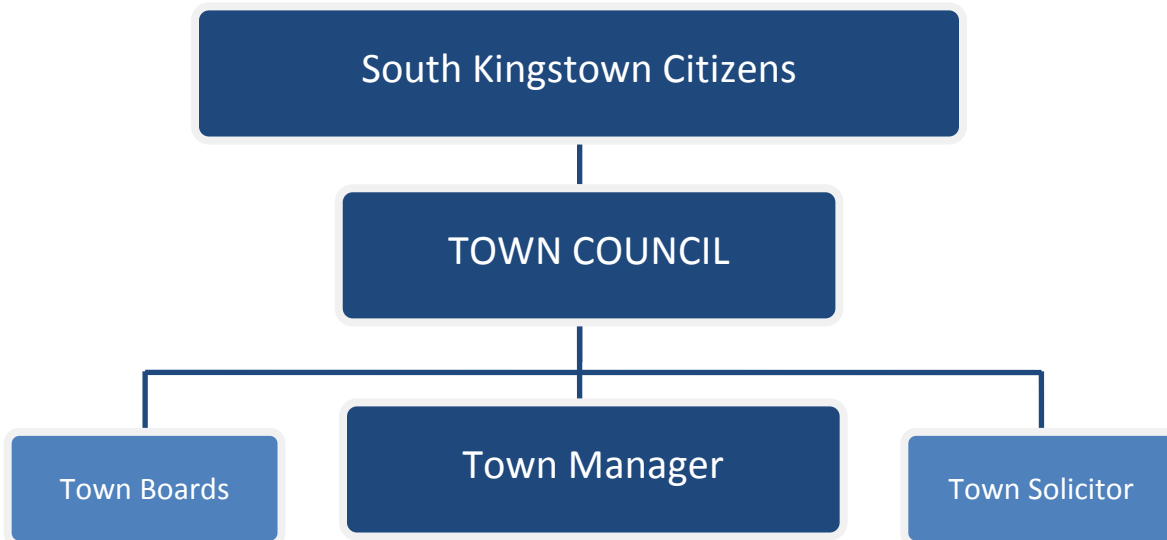 South Kingstown Citizens
TOWN COUNCIL
Town Boards
Town Manager
Town Solicitor